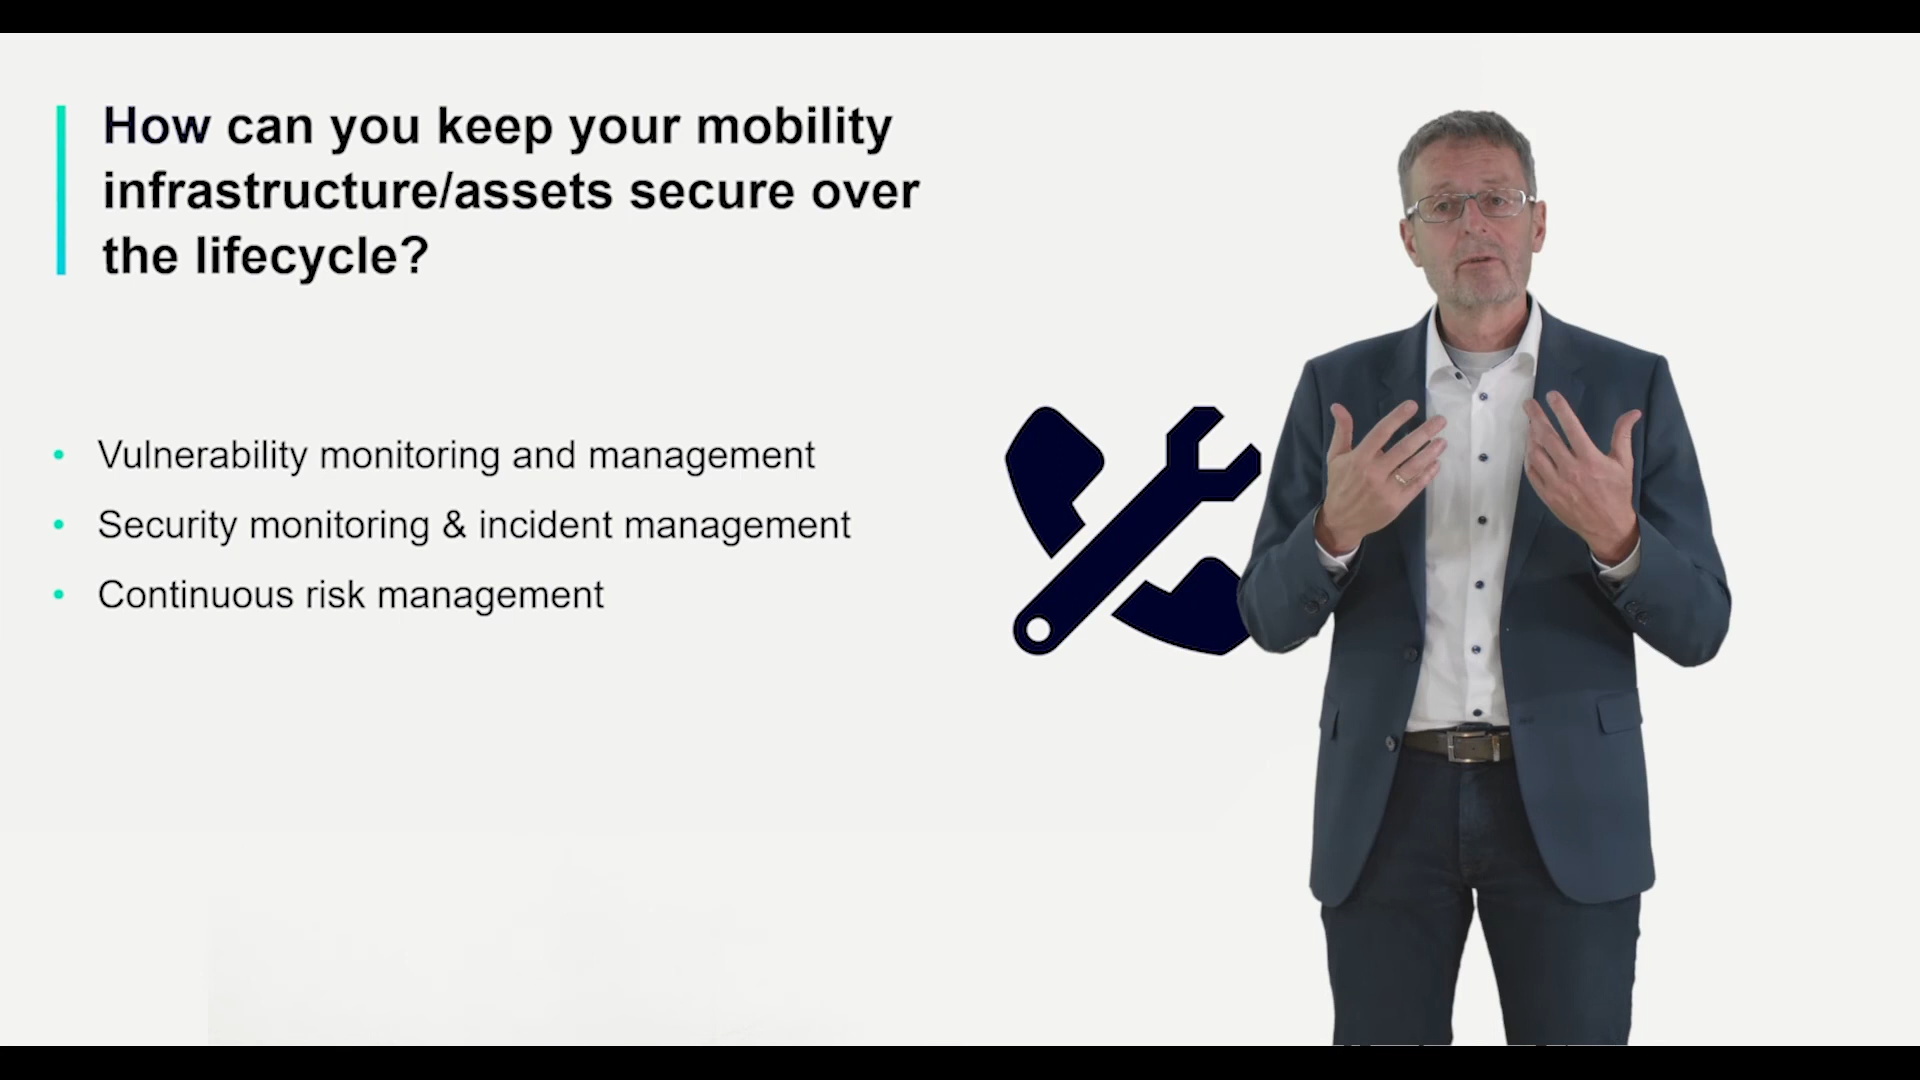 How can you keep your mobility
infrastructure/assets secure over
the lifecycle?
• Vulnerability monitoring and management
• Security monitoring & incident management
• Continuous risk management